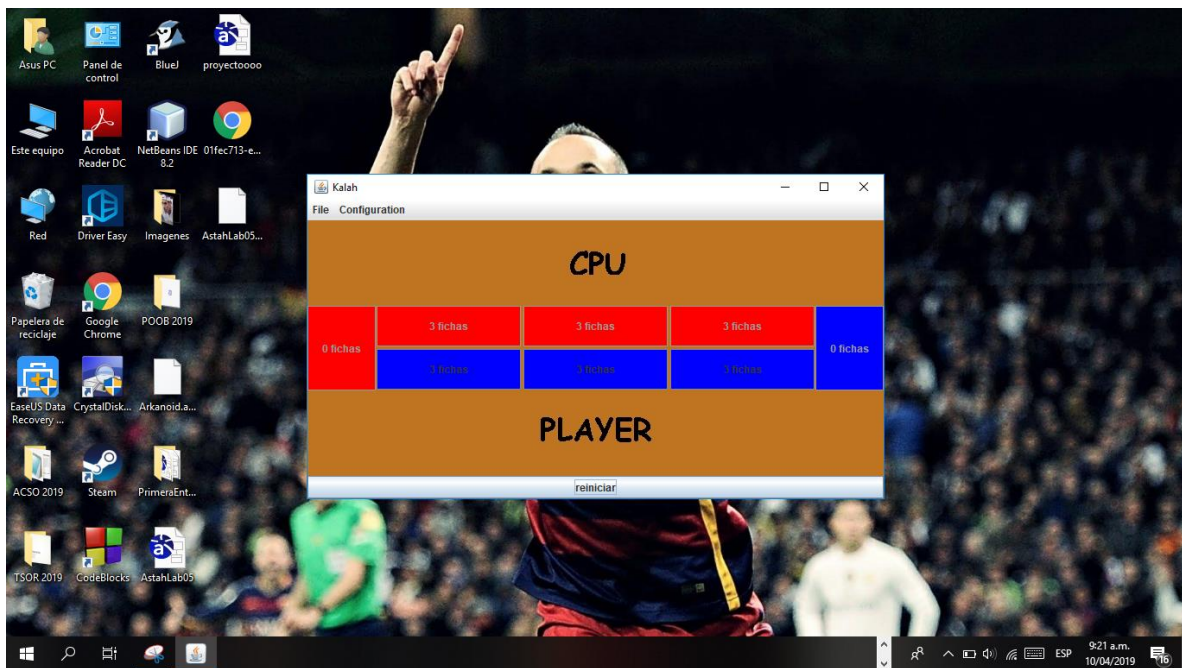 Asus PC
Panel de
control
BlueJ
proyectoooo
Este equipo
Acrobat
Reader DC
NetBeans IDE
8.2
01fec713-e...
Red
Driver Easy
Imagenes
AstahLab05...
Papelera de
reciclaje
Google
Chrome
POOB 2019
EaseUS Data
Recovery ...
CrystalDisk...
Arkanoid.a...
ACSO 2019
Steam
PrimeraEnt...
TSOR 2019
CodeBlocks
AstahLab05
Kalah
File Configuration
CPU
0 fichas
3 fichas 3 fichas 3 fichas
3 fichas 3 fichas 3 fichas
0 fichas
PLAYER
reiniciar
ESP
9:21 a.m.
10/04/2019
16